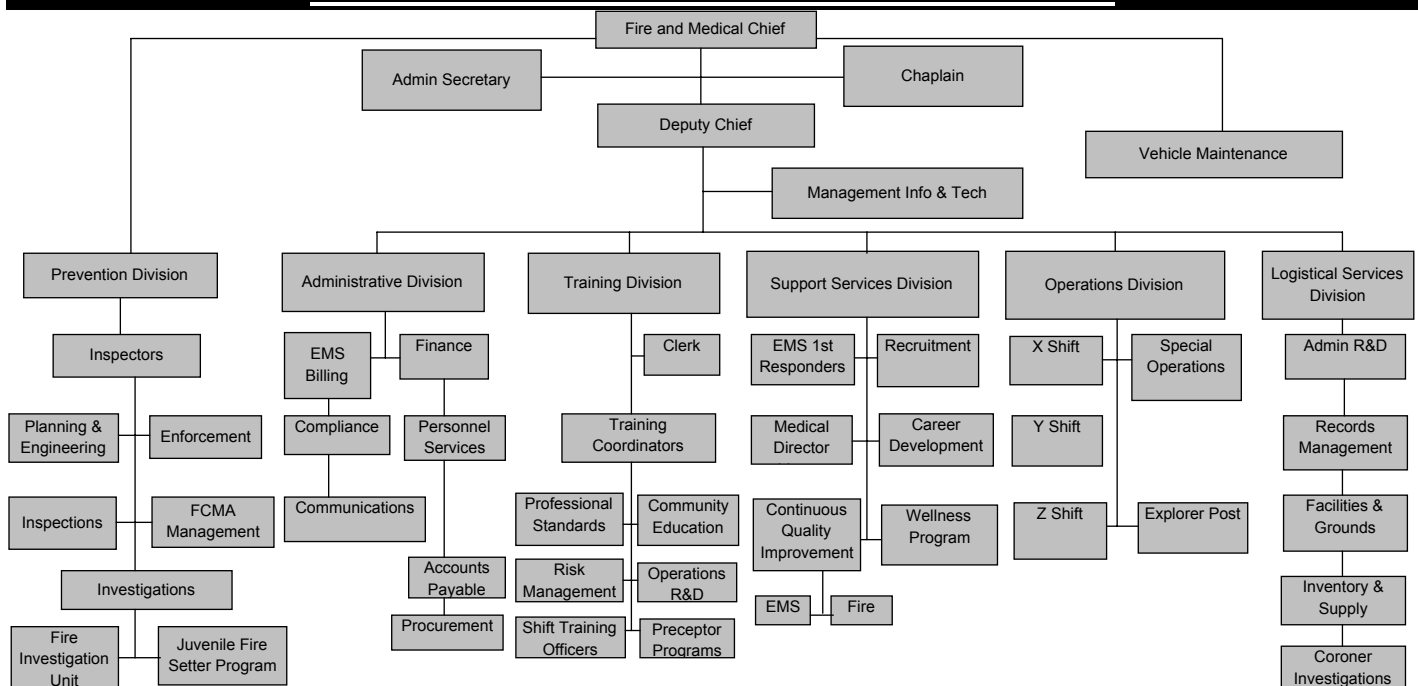 Fire and Medical Chief
Admin Secretary
Chaplain
Deputy Chief
Vehicle Maintenance
Management Info & Tech
Prevention Division
Administrative Division
Training Division
Support Services Division
Operations Division
Logistical Services
Division
Inspectors
EMS
Billing
Finance
Clerk
EMS 1st
Responders
Recruitment
X Shift
Special
Operations
Admin R&D
Planning &
Engineering
Enforcement
Compliance
Personnel
Services
Training
Coordinators
Medical
Director
Career
Development
Y Shift
Records
Management
Inspections
FCMA
Management
Communications
Professional
Standards
Community
Education
Continuous
Quality
Improvement
Wellness
Program
Z Shift
Explorer Post
Facilities &
Grounds
Investigations
Accounts
Payable
Risk
Management
Operations
R&D
EMS
Fire
Inventory &
Supply
Fire
Investigation
Unit
Juvenile Fire
Setter Program
Procurement
Shift Training
Officers
Preceptor
Programs
Coroner
Investigations